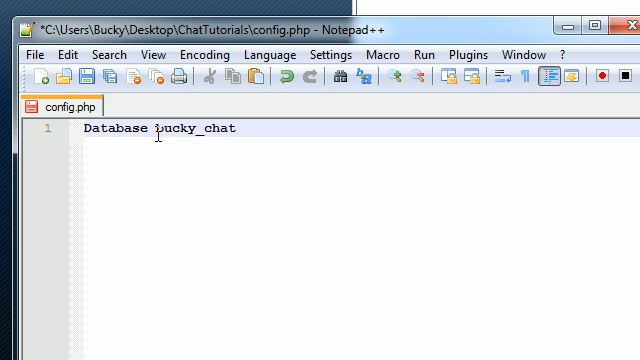 *C:\Users\Bucky\Desktop\ChatTutorials\config.php - Notepad++
File Edit Search View Encoding Language Settings Macro Run Plugins Window ?
config.php
1 Database bucky_chat